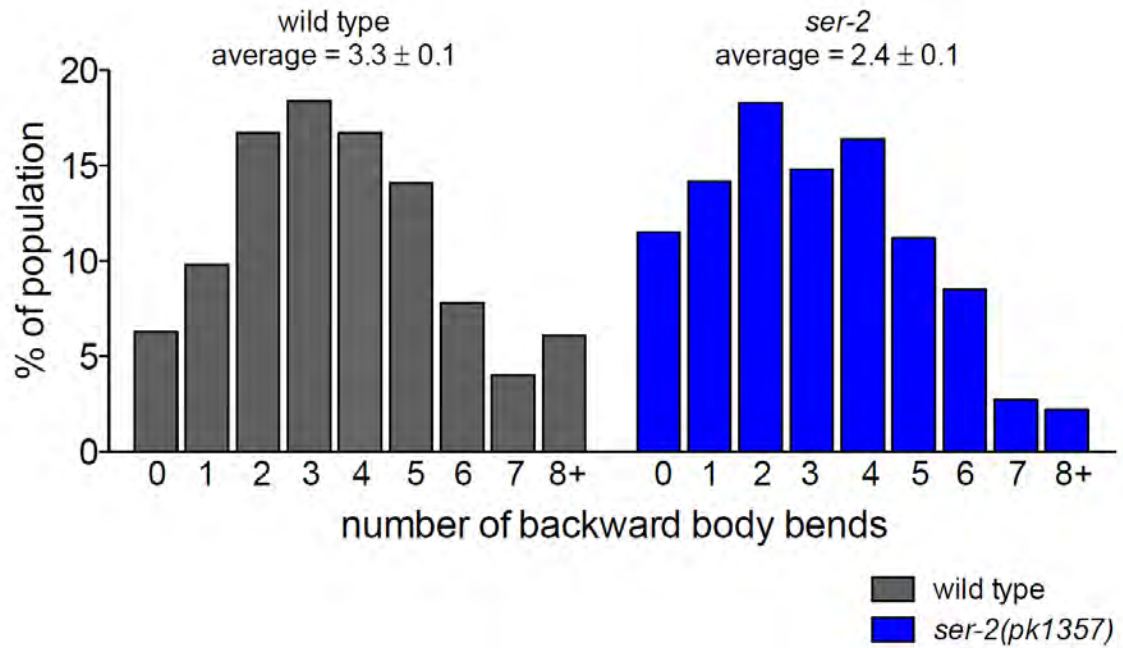 wild type
average = 3.3 ± 0.1
ser-2
average = 2.4 ± 0.1
% of population
20
15
10
5
0
0 1 2 3 4 5 6 7 8+
0 1 2 3 4 5 6 7 8+
number of backward body bends
wild type
ser-2(pk1357)